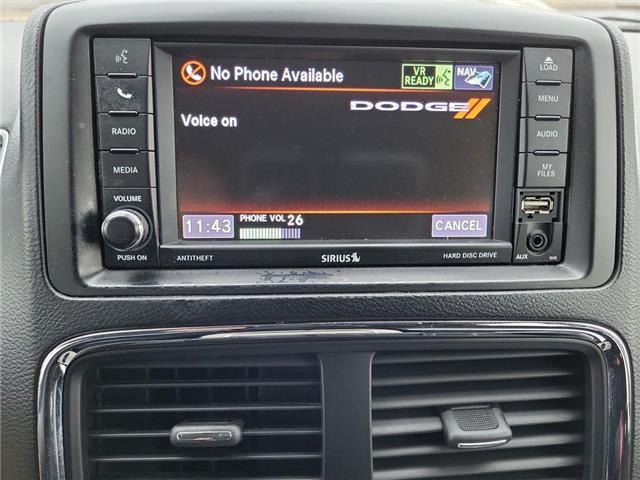 No Phone Available
VR READY
NAV
DODGE
Voice on
11:43
PHONE VOL 26
CANCEL
RADIO
MEDIA
VOLUME
PUSH ON
LOAD
MENU
AUDIO
MY FILES
AUX
ANTITHEFT
SIRIUS
HARD DISC DRIVE